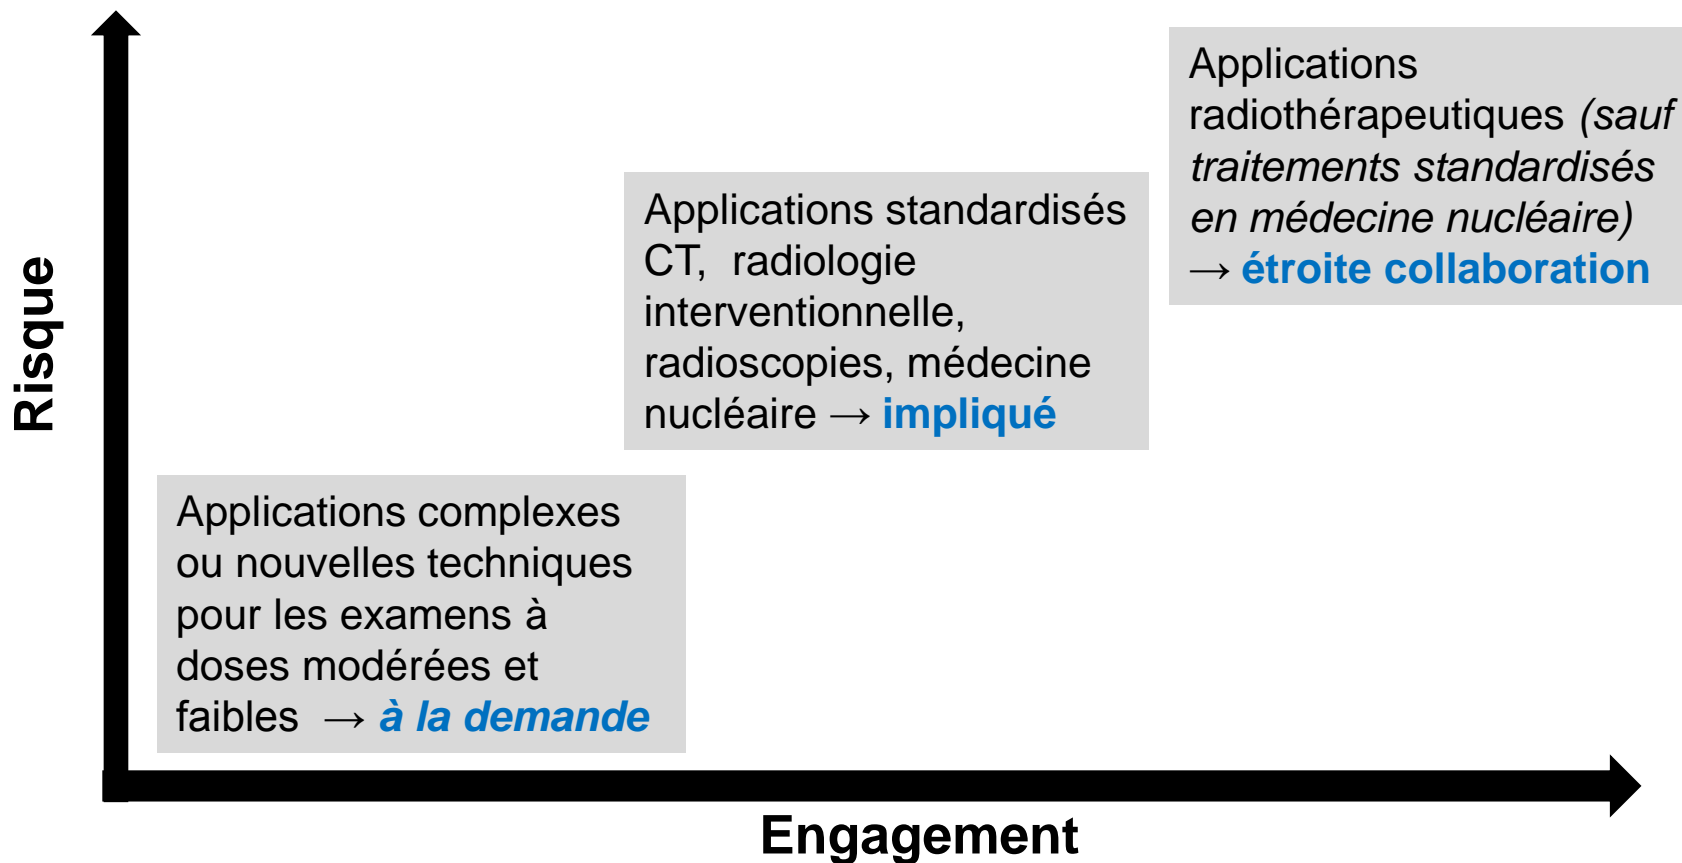 Applications
radiothérapeutiques (sauf
traitements standardisés
en médecine nucléaire)
→ étroite collaboration
Applications standardisés
CT, radiologie
interventionnelle,
radioscopies, médecine
nucléaire → impliqué
Risque
Applications complexes
ou nouvelles techniques
pour les examens à
doses modérées et
faibles → à la demande
Engagement